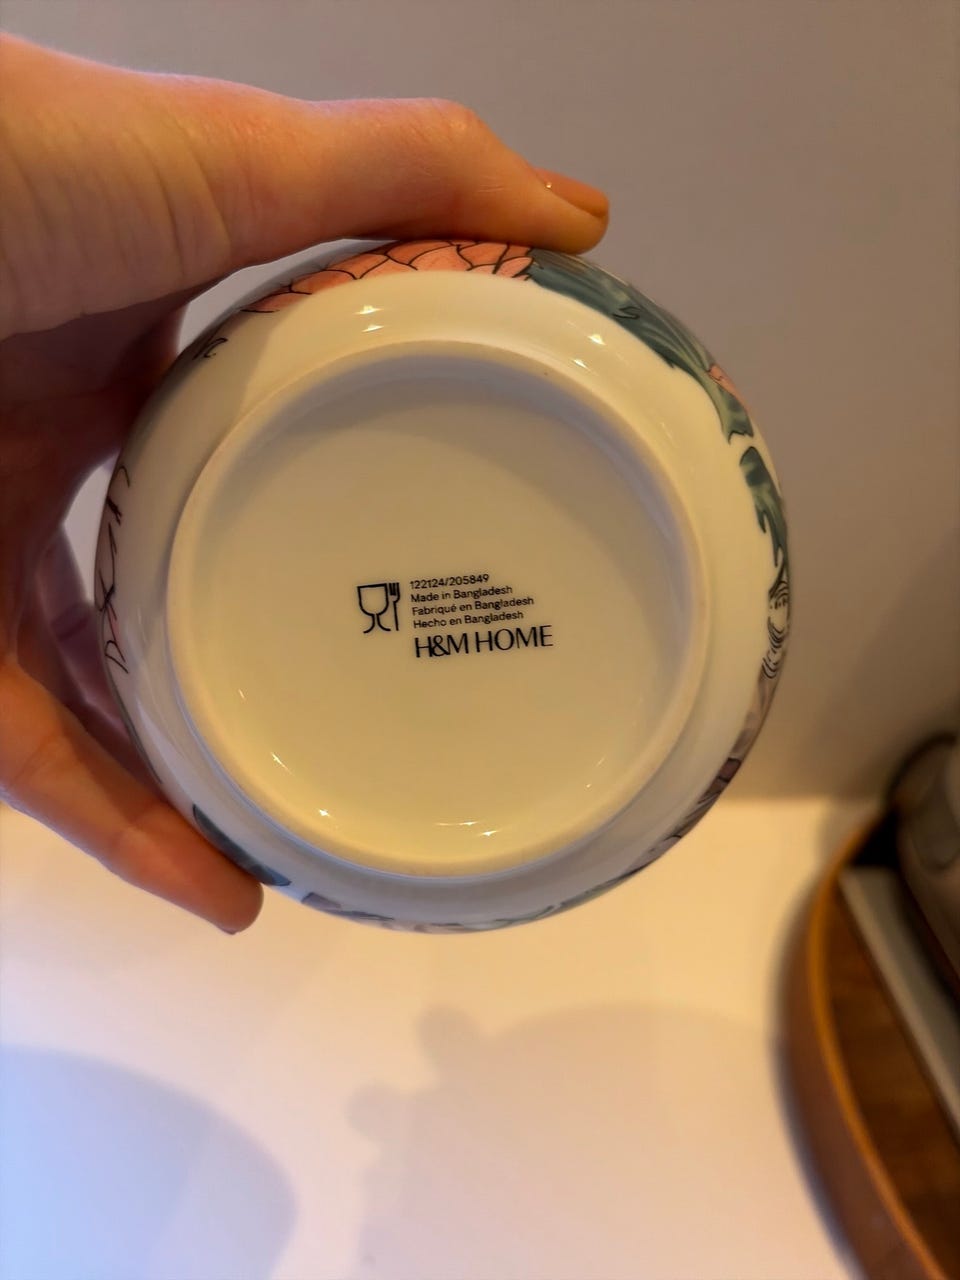 122124/205849
Made in Bangladesh
Fabriqué en Bangladesh
Hecho en Bangladesh
H&M HOME